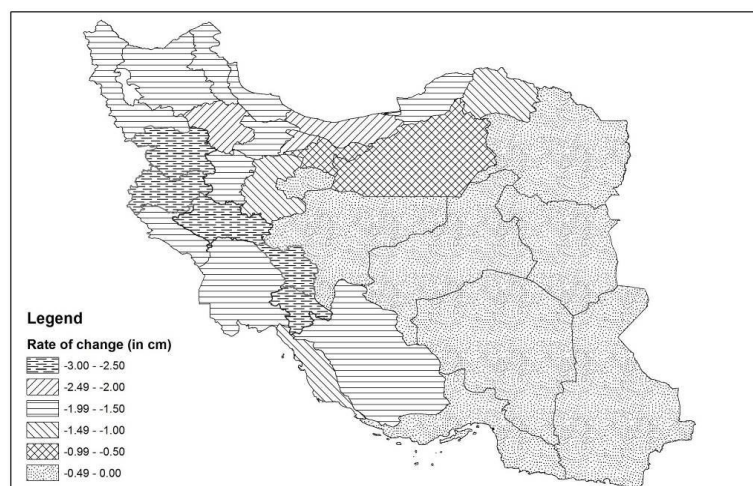 Legend
Rate of change (in cm)
-3.00 - -2.50
-2.49 - -2.00
-1.99 - -1.50
-1.49 - -1.00
-0.99 - -0.50
-0.49 - 0.00